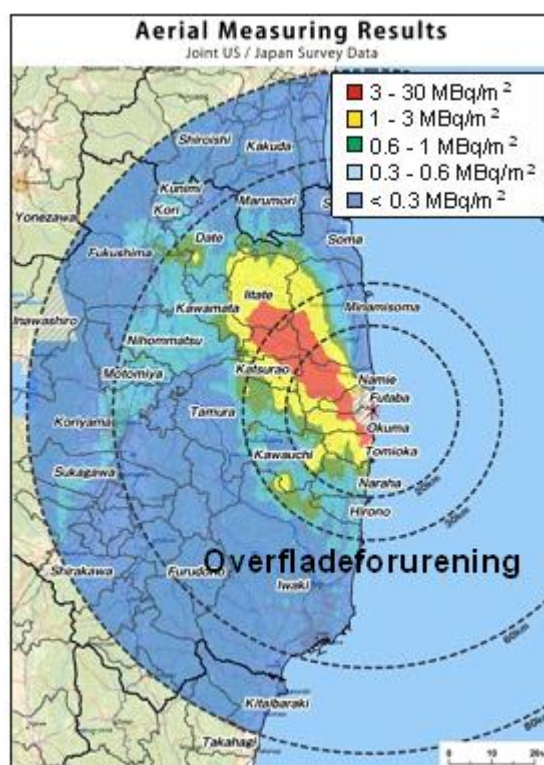 Aerial Measuring Results
Joint US / Japan Survey Data
3 - 30 MBq/m²
1 - 3 MBq/m²
0.6 - 1 MBq/m²
0.3 - 0.6 MBq/m²
< 0.3 MBq/m²
Shiroishi
Kakuda
Kunimi
Yonezawa
Kori
Marumori
Date
Soma
Fukushima
Iitate
Kawamata
Minamisoma
Inawashiro
Nihommatsu
Katsurao
Motomiya
Namie
Futaba
Tamura
Koriyama
Okuma
Kawauchi
Tomioka
Sukagawa
Naraha
20km
30km
Hirono
Overfladeforurening
Shirakawa
Furudono
Iwaki
60km
Kitaibaraki
Takahagi
0 10